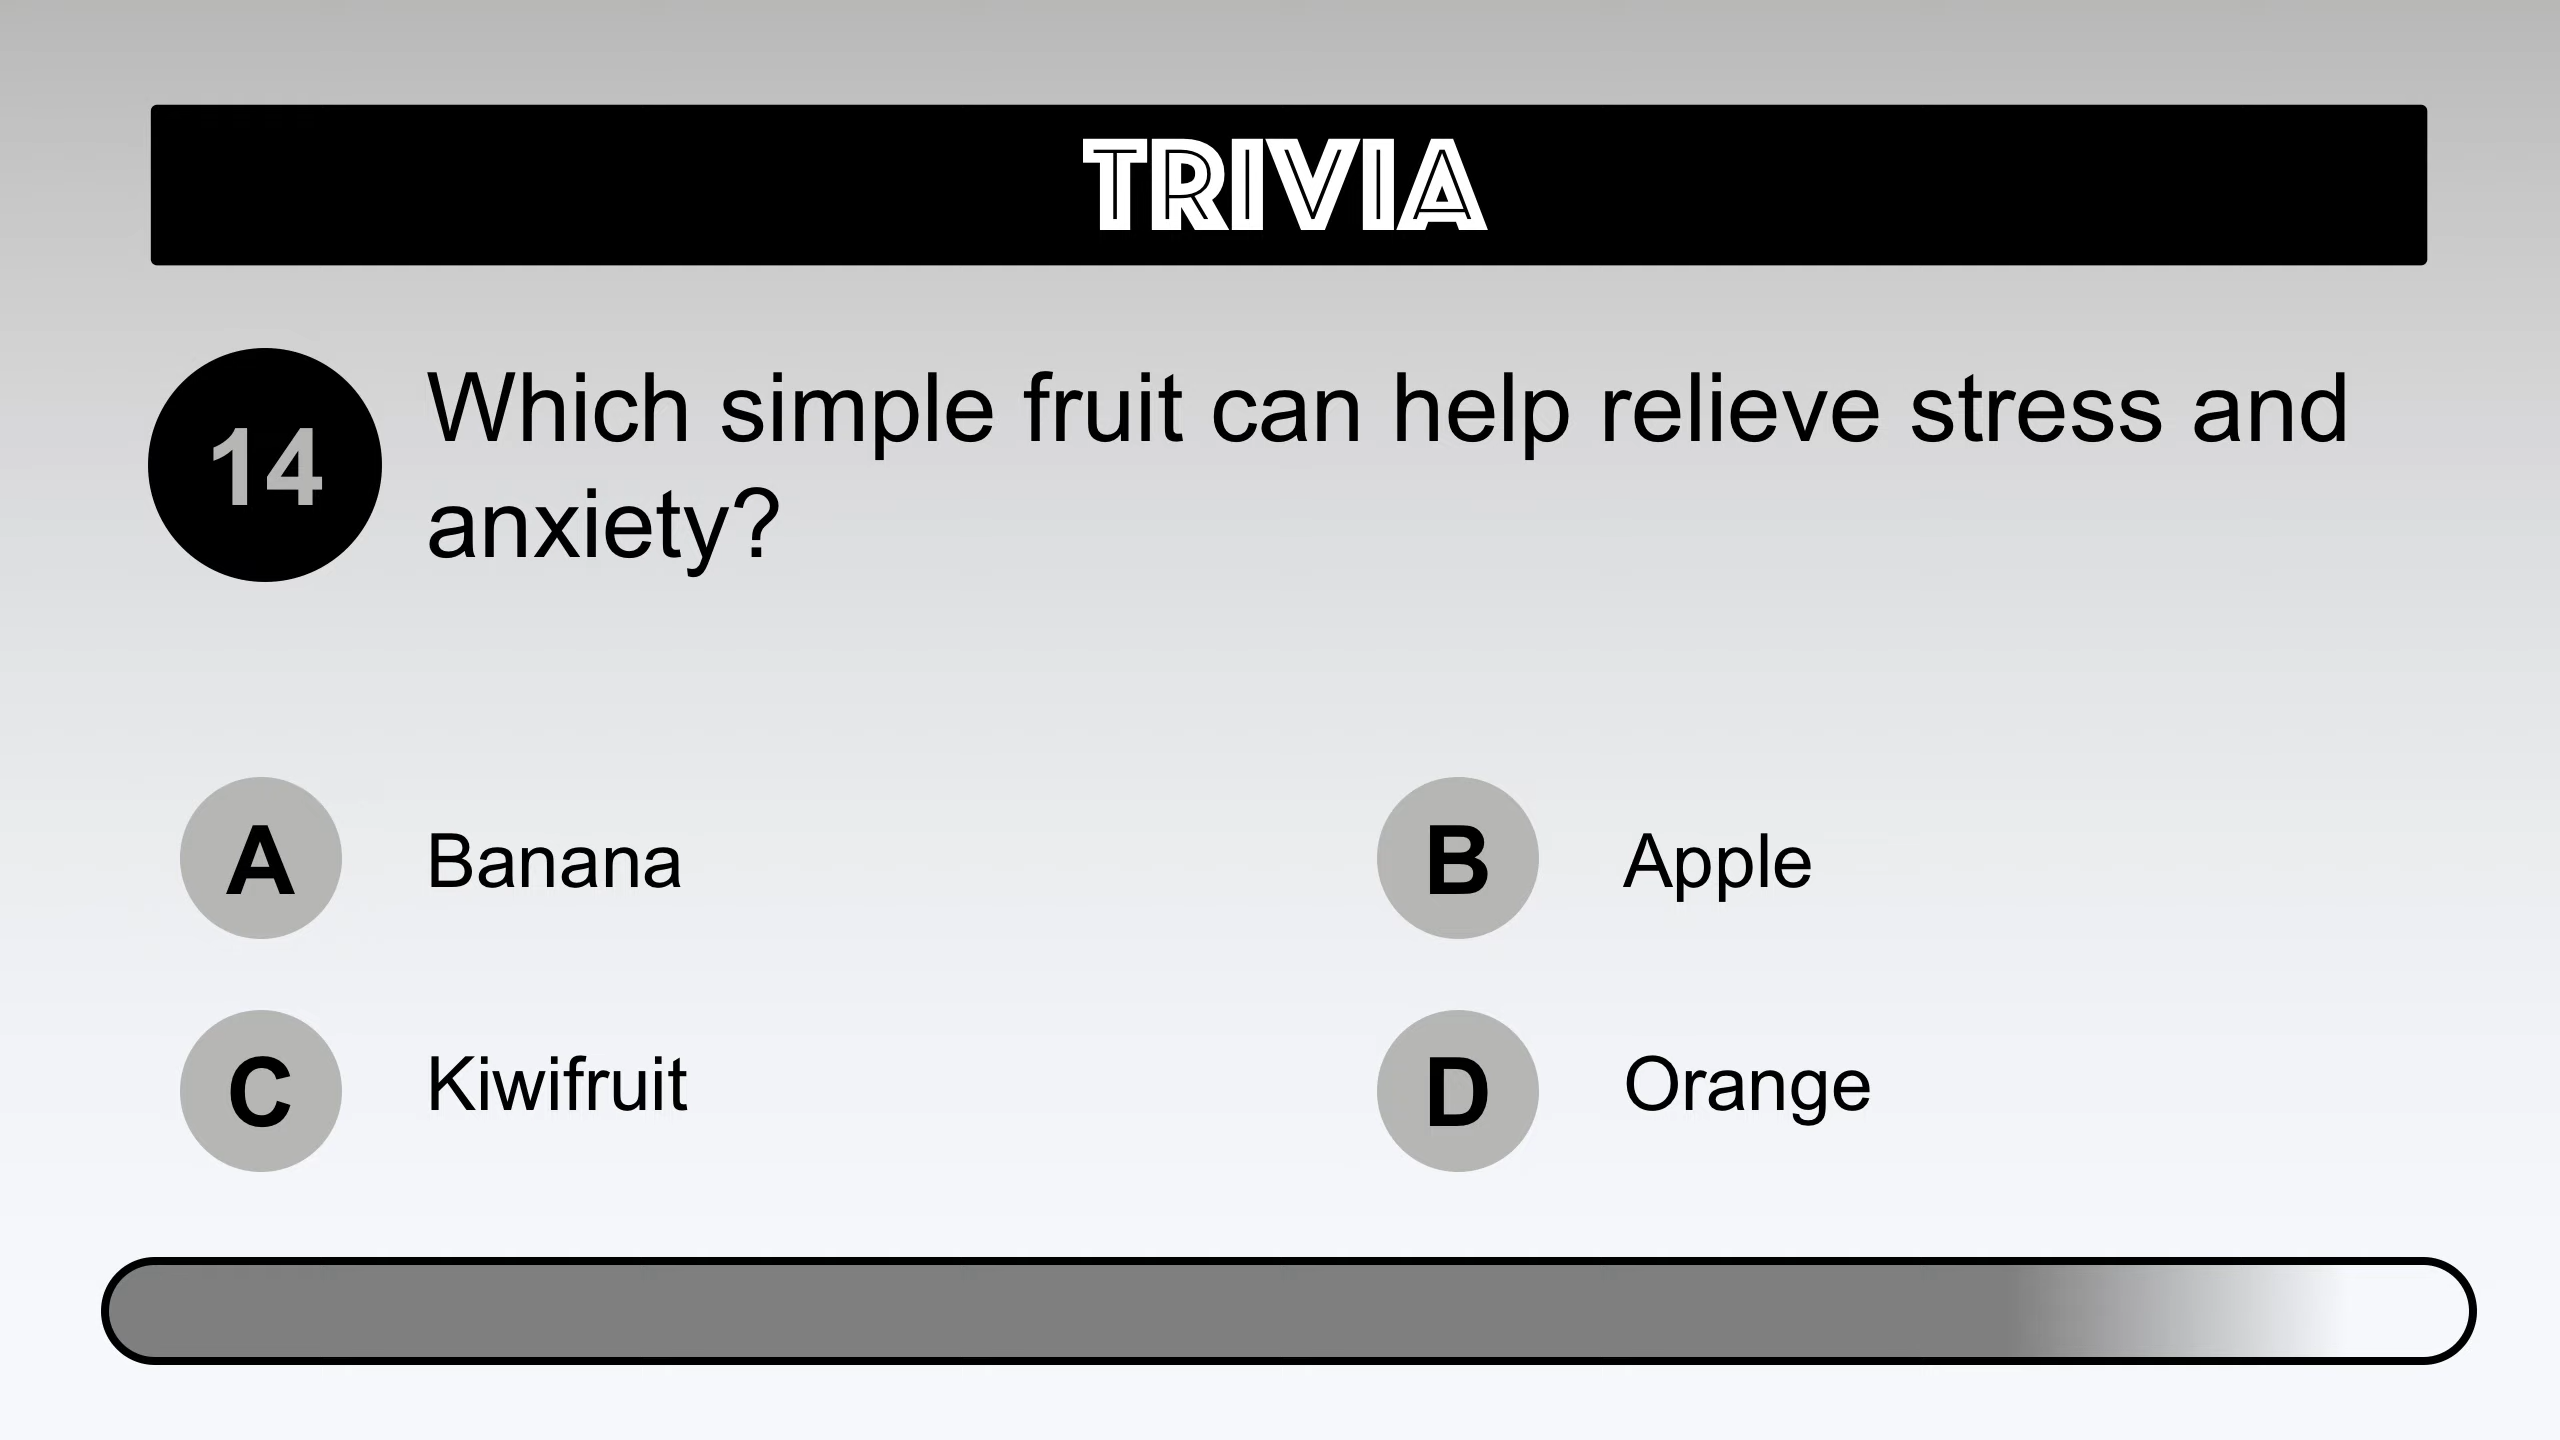 TRIVIA
14
Which simple fruit can help relieve stress and
anxiety?
A Banana
B Apple
C Kiwifruit
D Orange